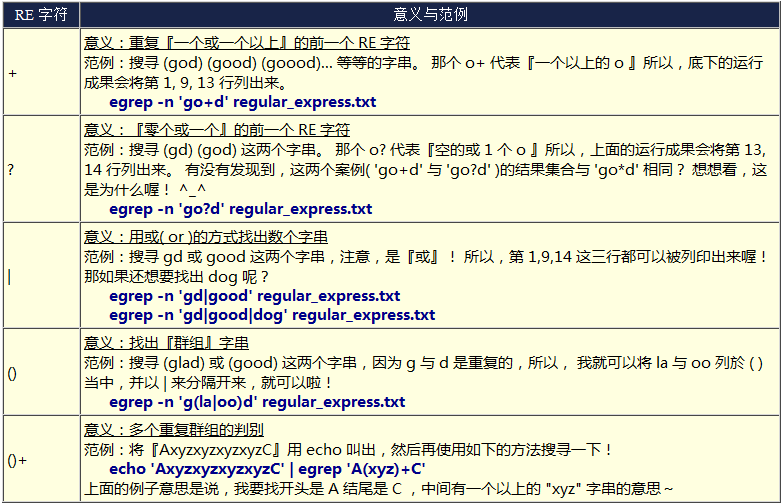 RE 字符 意义与范例
+
意义：重复『一个或一个以上』的前一个 RE 字符
范例：搜寻 (god) (good) (goood)... 等等的字串。 那个 o+ 代表『一个以上的 o 』所以，底下的运行
成果会将第 1, 9, 13 行列出来。
egrep -n 'go+d' regular_express.txt
?
意义：『零个或一个』的前一个 RE 字符
范例：搜寻 (gd) (god) 这两个字串。 那个 o? 代表『空的或 1 个 o 』所以，上面的运行成果会将第 13,
14 行列出来。 有没有发现到，这两个案例( 'go+d' 与 'go?d' )的结果集合与 'go*d' 相同？ 想想看，这
是为什么喔！ ^_^
egrep -n 'go?d' regular_express.txt
|
意义：用或( or )的方式找出数个字串
范例：搜寻 gd 或 good 这两个字串，注意，是『或』！ 所以，第 1,9,14 这三行都可以被列印出来喔！
那如果还想要找出 dog 呢？
egrep -n 'gd|good' regular_express.txt
egrep -n 'gd|good|dog' regular_express.txt
()
意义：找出『群组』字串
范例：搜寻 (glad) 或 (good) 这两个字串，因为 g 与 d 是重复的，所以， 我就可以将 la 与 oo 列於 ( )
当中，并以 | 来分隔开来，就可以啦！
egrep -n 'g(la|oo)d' regular_express.txt
()+
意义：多个重复群组的判别
范例：将『AxyzxyzxyzxyzC』用 echo 叫出，然后再使用如下的方法搜寻一下！
echo 'AxyzxyzxyzxyzC' | egrep 'A(xyz)+C'
上面的例子意思是说，我要找开头是 A 结尾是 C ，中间有一个以上的 "xyz" 字串的意思～